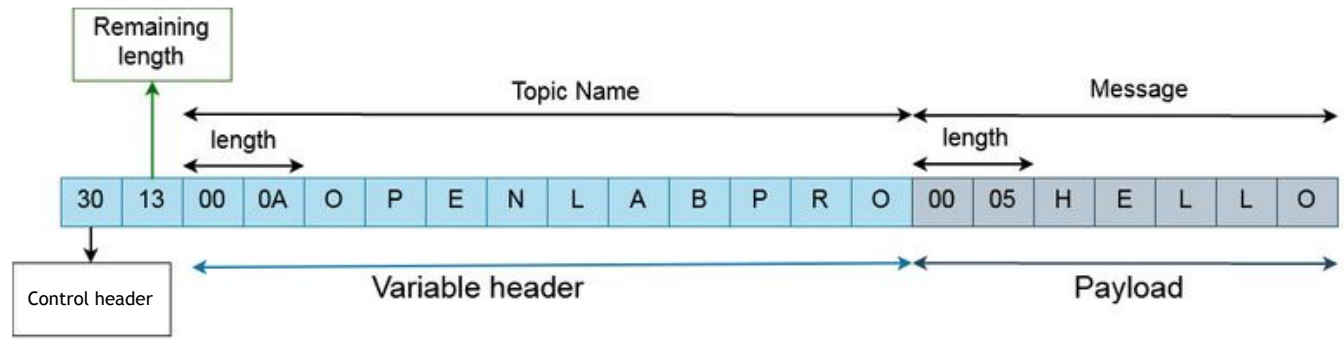 Remaining
length
Topic Name
Message
length
length
30 13 00 0A O P E N L A B P R O 00 05 H E L L O
Control header
Variable header
Payload